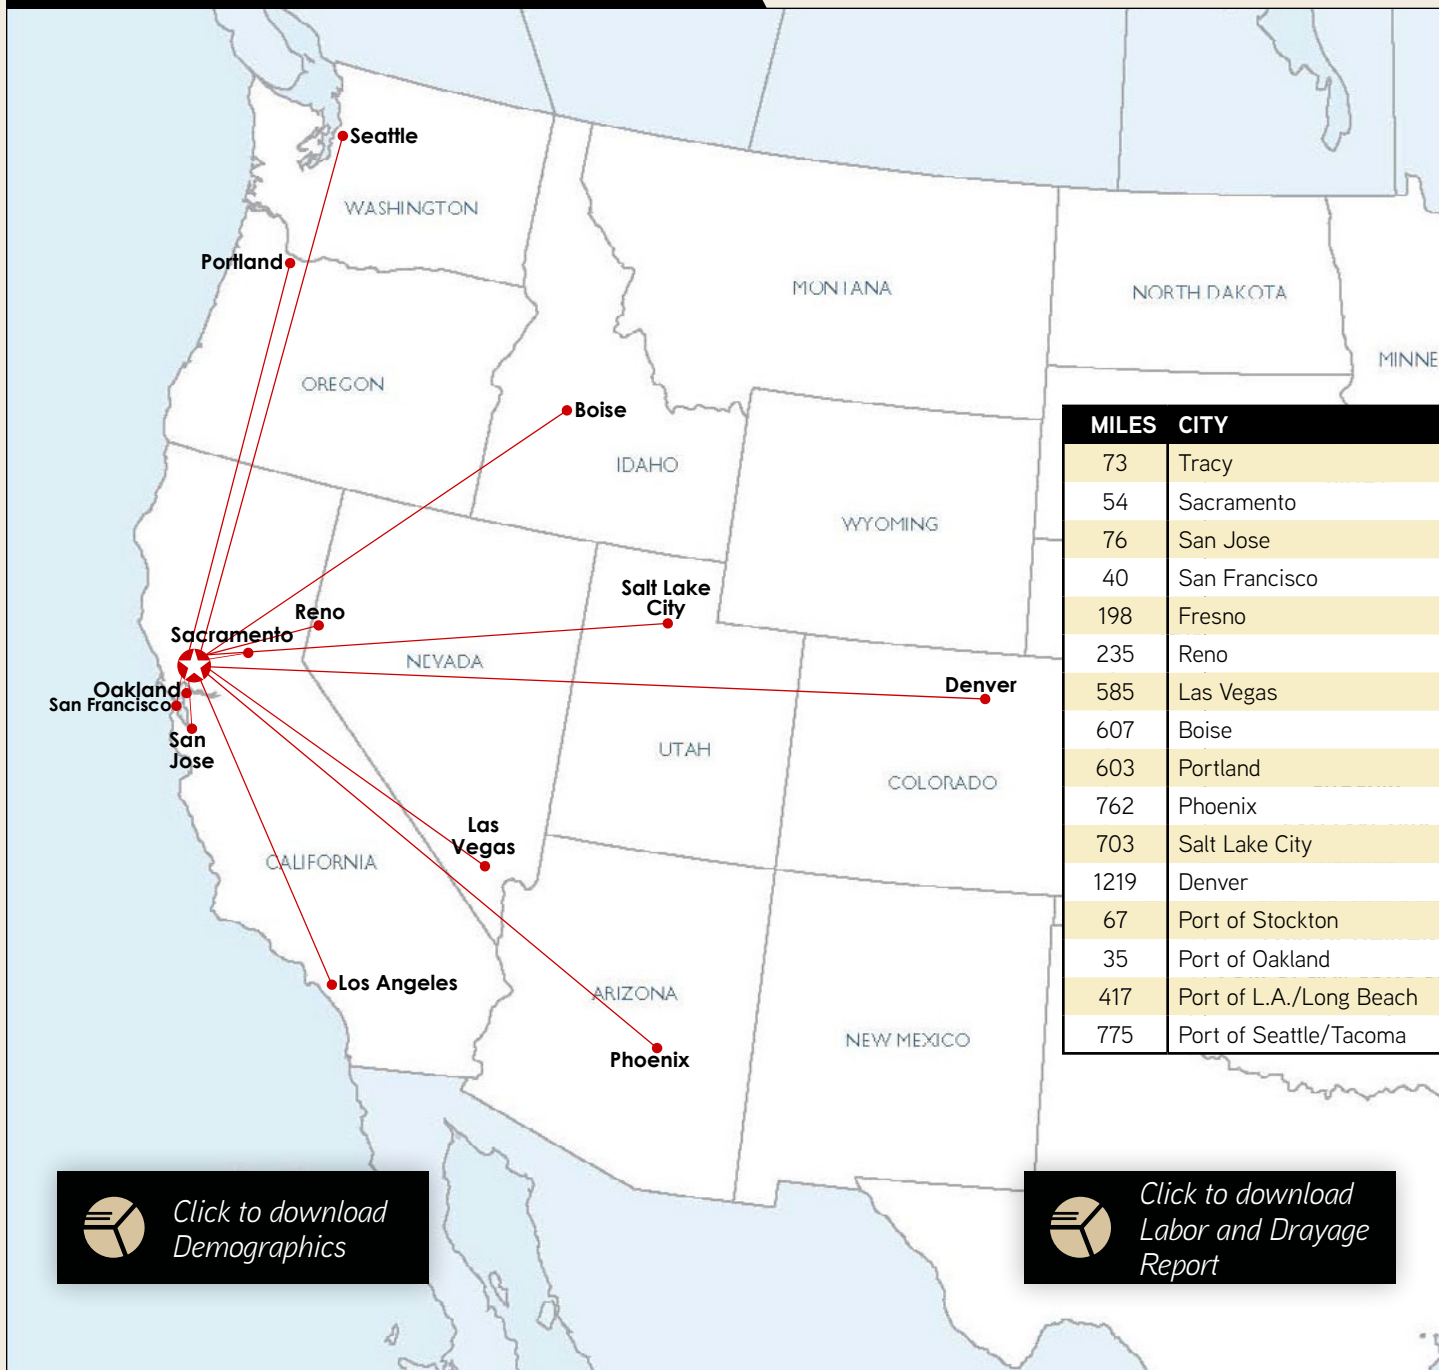 Seattle
WASHINGTON
Portland
MONTANA
NORTH DAKOTA
MINNE
OREGON
Boise
IDAHO
WYOMING
Salt Lake
City
Reno
Sacramento
NEVADA
Oakland
San Francisco
San
Jose
Denver
UTAH
COLORADO
Las
Vegas
CALIFORNIA
Los Angeles
ARIZONA
Phoenix
NEW MEXICO
MILES CITY
73 Tracy
54 Sacramento
76 San Jose
40 San Francisco
198 Fresno
235 Reno
585 Las Vegas
607 Boise
603 Portland
762 Phoenix
703 Salt Lake City
1219 Denver
67 Port of Stockton
35 Port of Oakland
417 Port of L.A./Long Beach
775 Port of Seattle/Tacoma
Click to download
Demographics
Click to download
Labor and Drayage
Report